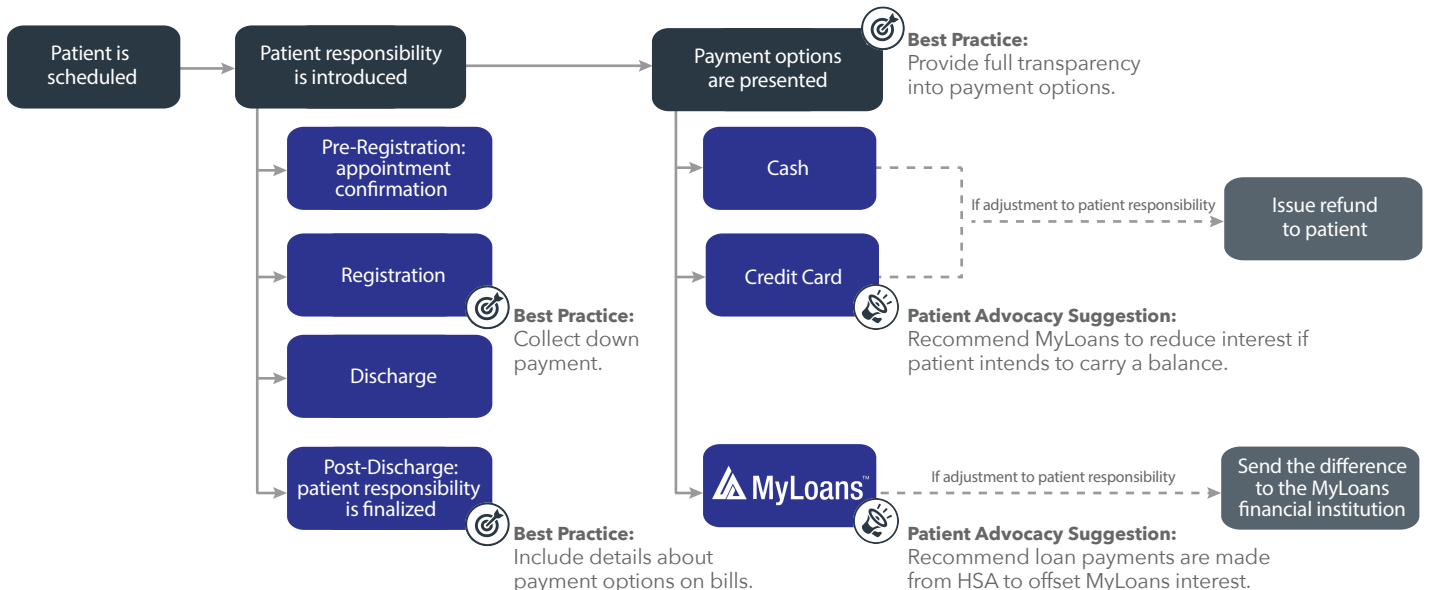 Patient is
scheduled
Patient responsibility
is introduced
Payment options
are presented
Best Practice:
Provide full transparency
into payment options.
Pre-Registration:
appointment
confirmation
Registration
Best Practice:
Collect down
payment.
Discharge
Post-Discharge:
patient responsibility
is finalized
Best Practice:
Include details about
payment options on bills.
Cash
Credit Card
If adjustment to patient responsibility
Issue refund
to patient
Patient Advocacy Suggestion:
Recommend MyLoans to reduce interest if
patient intends to carry a balance.
MyLoans™
If adjustment to patient responsibility
Send the difference
to the MyLoans
financial institution
Patient Advocacy Suggestion:
Recommend loan payments are made
from HSA to offset MyLoans interest.